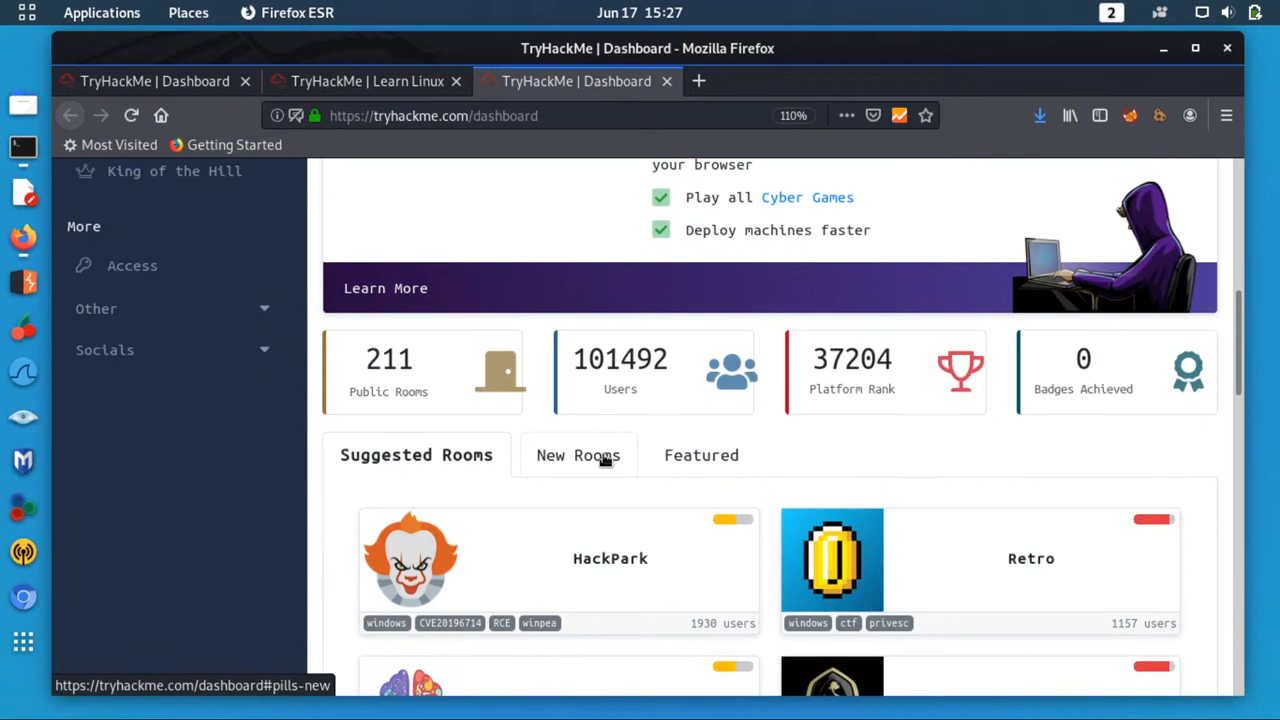 Applications Places Firefox ESR Jun 17 15:27 2
TryHackMe | Dashboard - Mozilla Firefox
TryHackMe | Dashboard TryHackMe | Learn Linux TryHackMe | Dashboard
https://tryhackme.com/dashboard 110%
Most Visited Getting Started
King of the Hill
More
Access
Other
Socials
your browser
Play all Cyber Games
Deploy machines faster
Learn More
211 101492 37204 0
Public Rooms Users Platform Rank Badges Achieved
Suggested Rooms New Rooms Featured
HackPark Retro
windows CVE20196714 RCE winpea 1930 users windows ctf privesc 1157 users
https://tryhackme.com/dashboard#pills-new